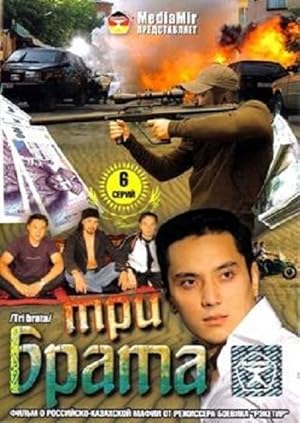 MediaMir
ПРЕДСТАВЛЯЕТ
6
СЕРИЙ
/Tri brata/
три
Брата
ФИЛЬМ О РОССИЙСКО-КАЗАХСКОЙ МАФИИ ОТ РЕЖИССЕРА БОЕВИКА "РЭКЕТИР"